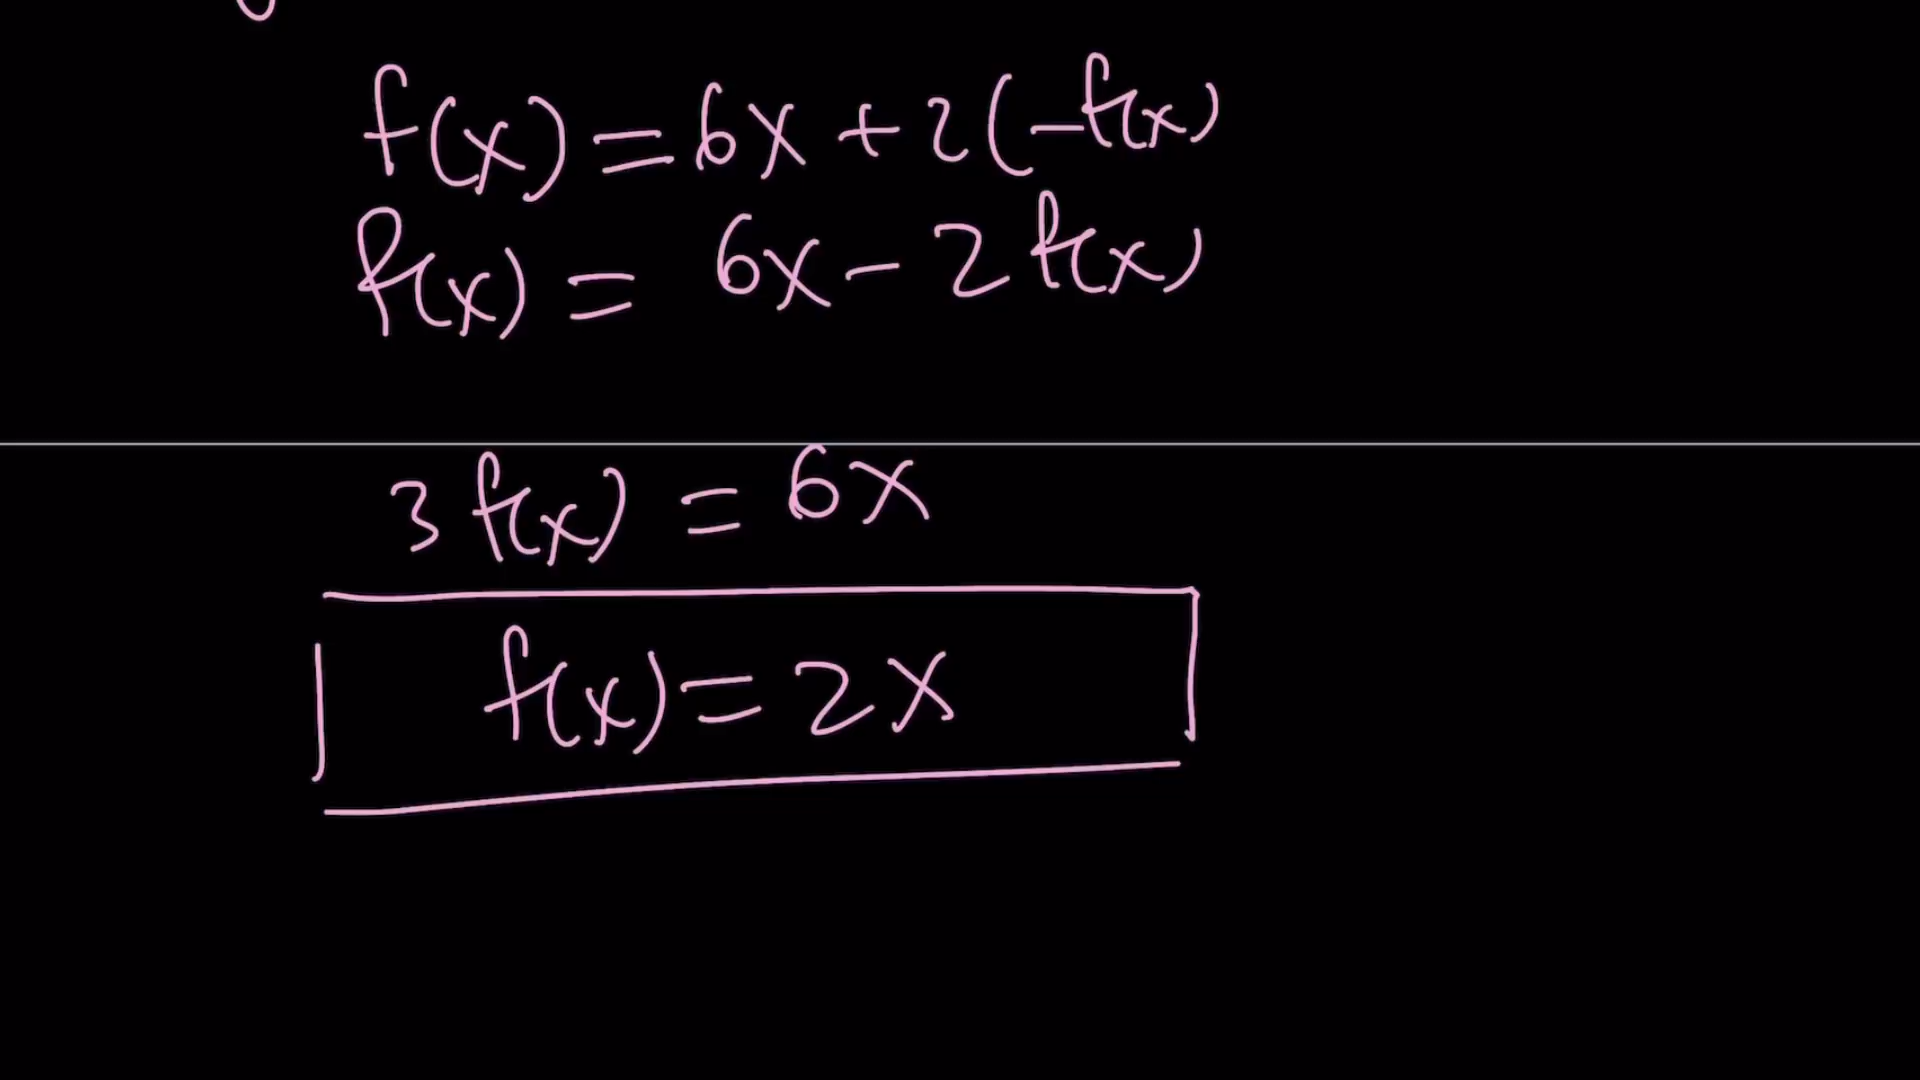 f(x) = 6x + 2(-f(x)
f(x) = 6x - 2f(x)
3f(x) = 6x
f(x) = 2x